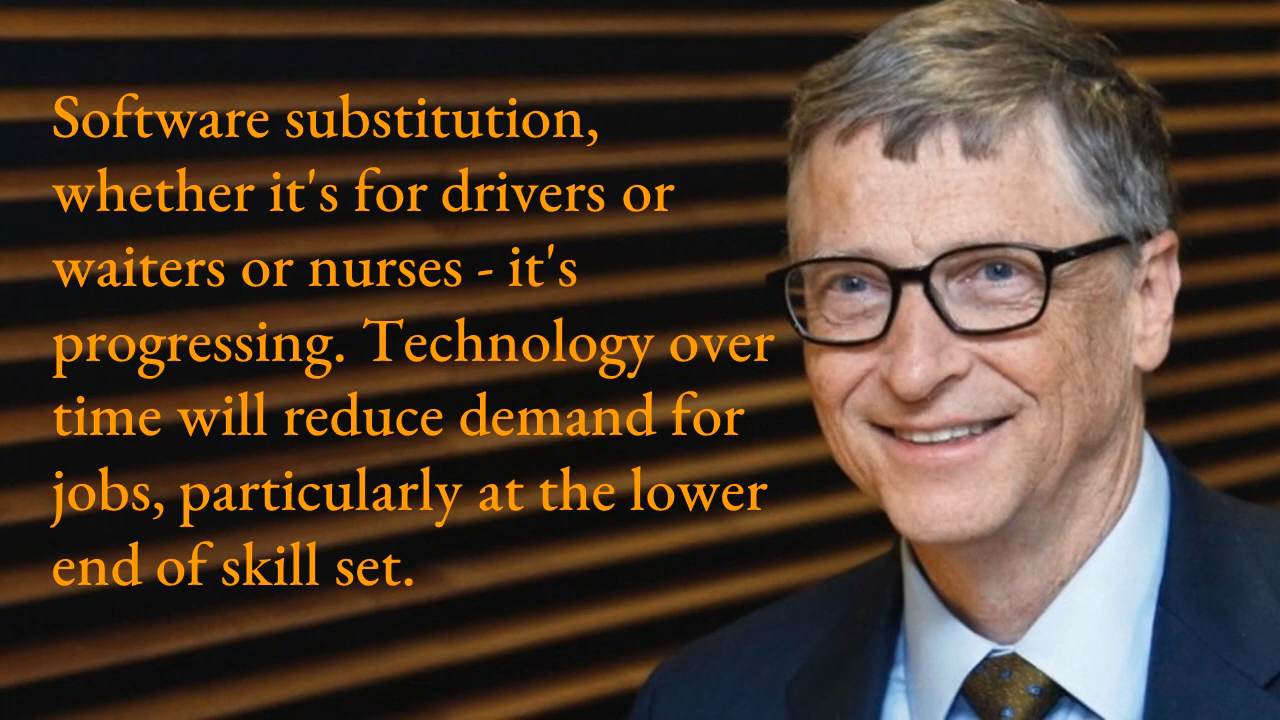 Software substitution,
whether it's for drivers or
waiters or nurses - it's
progressing. Technology over
time will reduce demand for
jobs, particularly at the lower
end of skill set.